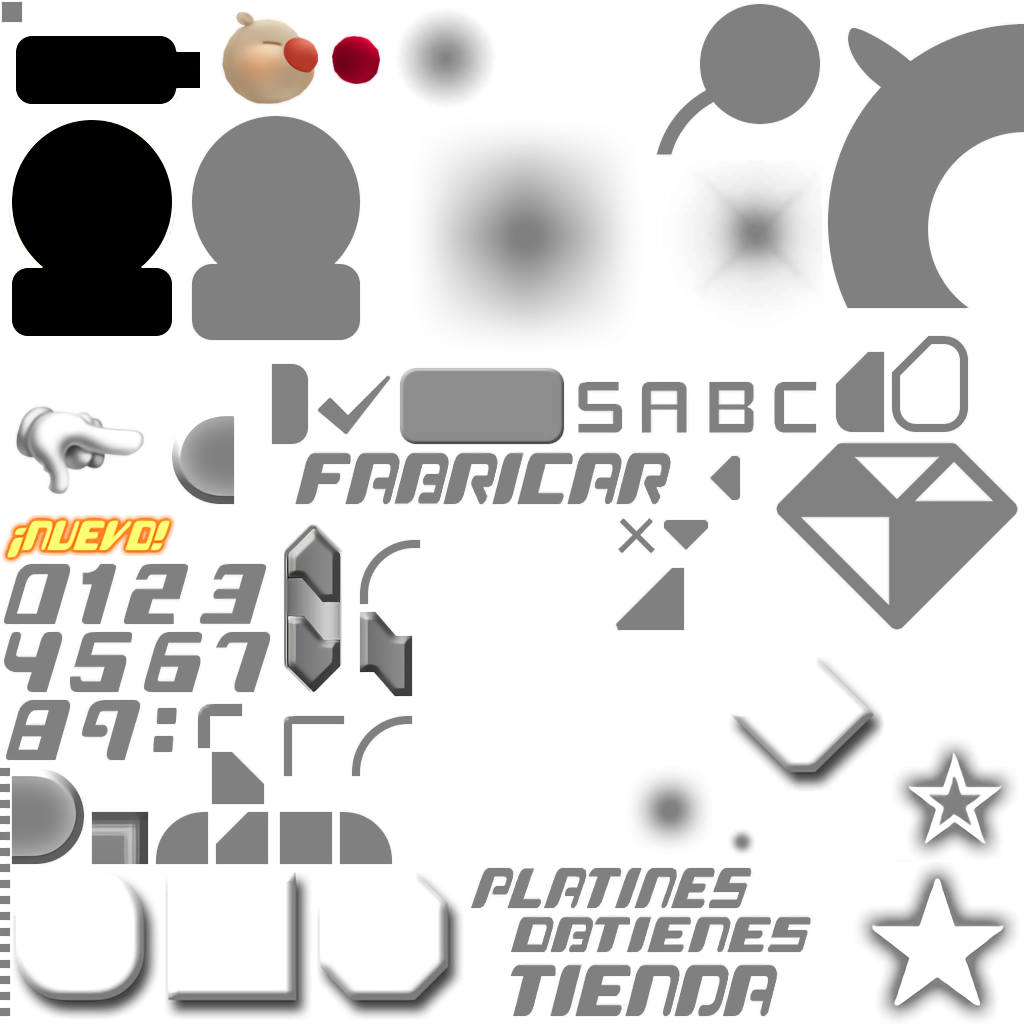 SABC
FABRICAR
¡NUEVO!
0123
4567
89:
PLATINES
OBTIENES
TIENDA